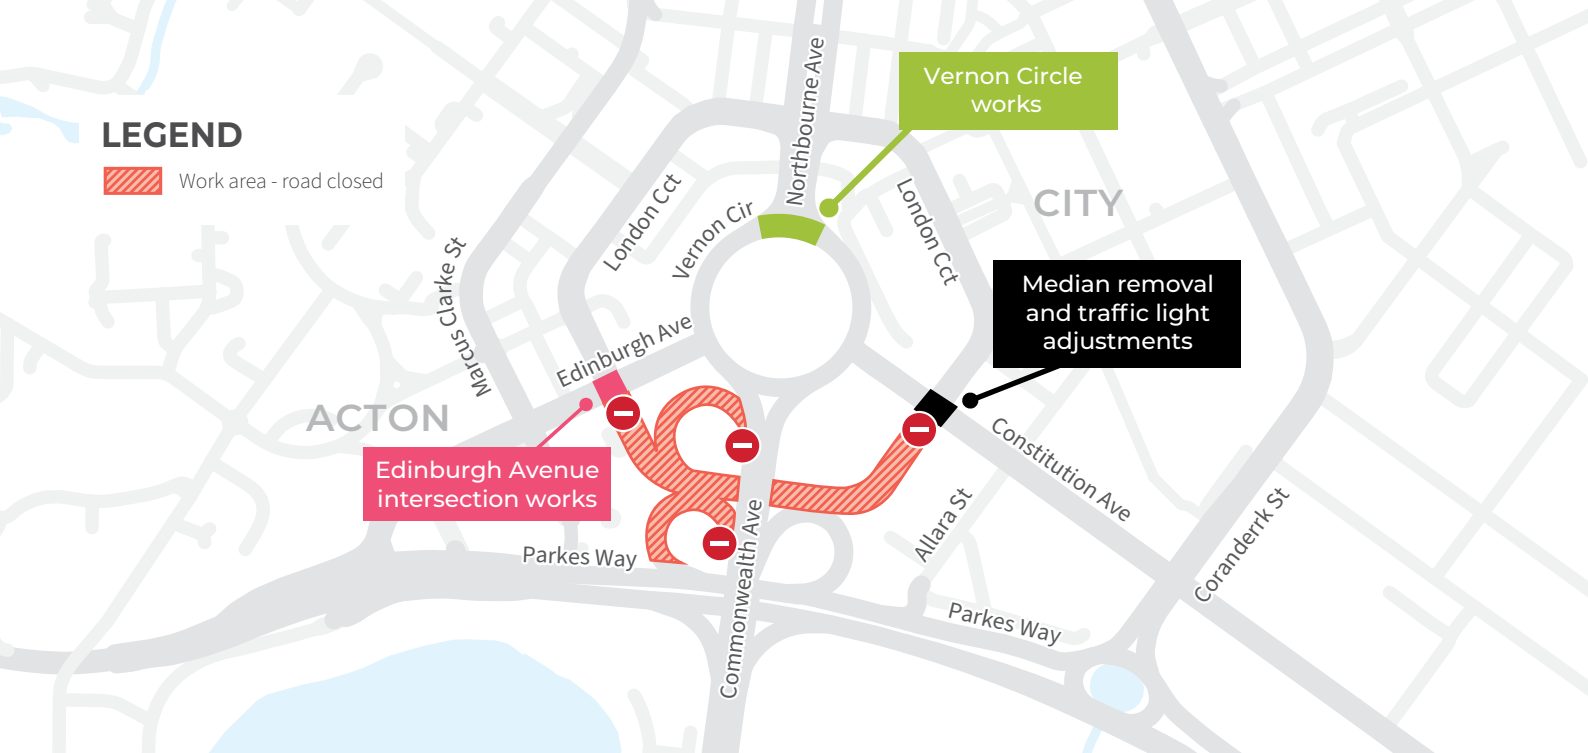 LEGEND
Work area - road closed
Vernon Circle
works
Northbourne Ave
CITY
London Cct
Vernon Cir
London Cct
Marcus Clarke St
Median removal
and traffic light
adjustments
Edinburgh Ave
ACTON
Edinburgh Avenue
intersection works
Constitution Ave
Allara St
Coranderrk St
Commonwealth Ave
Parkes Way
Parkes Way